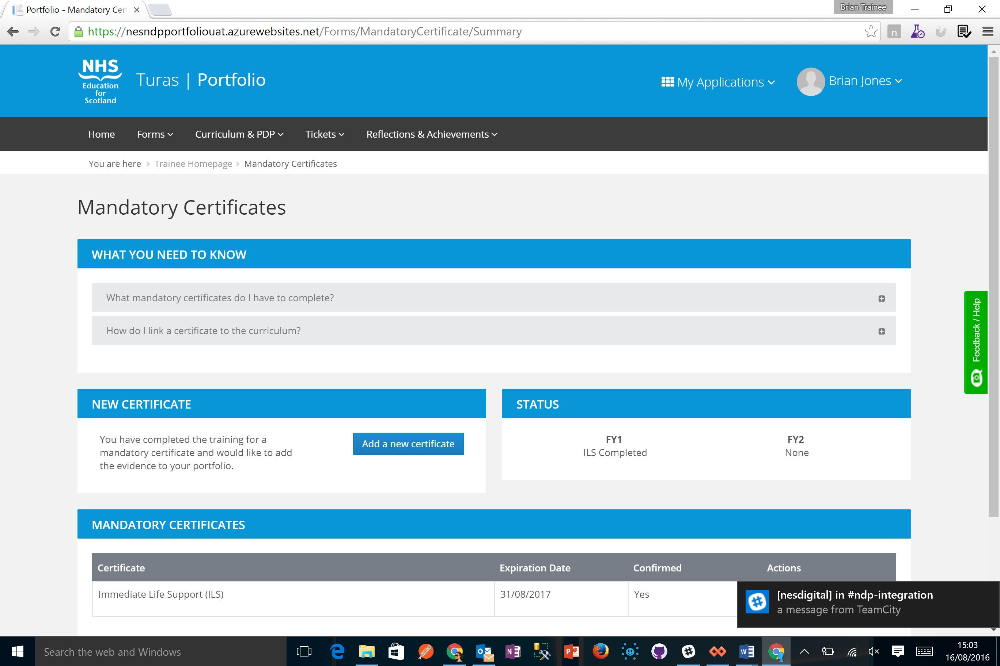 Portfolio - Mandatory Cert
Brian Trainee
https://nesndpportfoliouat.azurewebsites.net/Forms/MandatoryCertificate/Summary
n
NHS
Education
for
Scotland
Turas | Portfolio
My Applications
Brian Jones
Home
Forms
Curriculum & PDP
Tickets
Reflections & Achievements
You are here > Trainee Homepage > Mandatory Certificates
Mandatory Certificates
WHAT YOU NEED TO KNOW
What mandatory certificates do I have to complete?
How do I link a certificate to the curriculum?
Feedback / Help
NEW CERTIFICATE
You have completed the training for a
mandatory certificate and would like to add
the evidence to your portfolio.
Add a new certificate
STATUS
FY1
ILS Completed
FY2
None
MANDATORY CERTIFICATES
Certificate Expiration Date Confirmed Actions
Immediate Life Support (ILS) 31/08/2017 Yes
[nesdigital] in #ndp-integration
a message from TeamCity
Search the web and Windows
15:03
16/08/2016